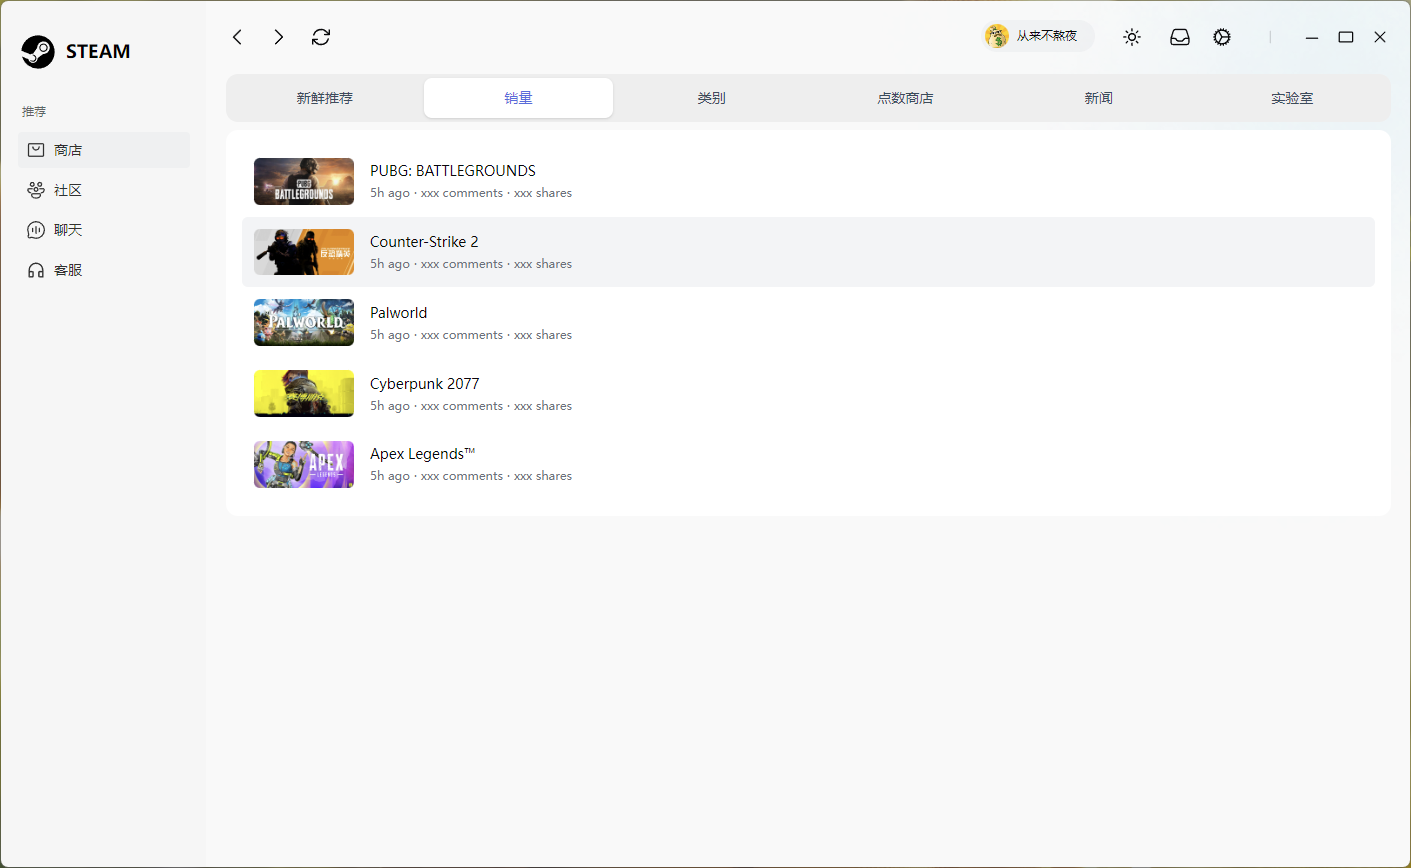 STEAM
推荐
商店
社区
聊天
客服
从来不熬夜
新鲜推荐
销量
类别
点数商店
新闻
实验室
PUBG
BATTLEGROUNDS
PUBG: BATTLEGROUNDS
5h ago · xxx comments · xxx shares
反恐精英
Counter-Strike 2
5h ago · xxx comments · xxx shares
PALWORLD
Palworld
5h ago · xxx comments · xxx shares
Cyberpunk 2077
5h ago · xxx comments · xxx shares
APEX
LEGENDS
Apex Legends™
5h ago · xxx comments · xxx shares